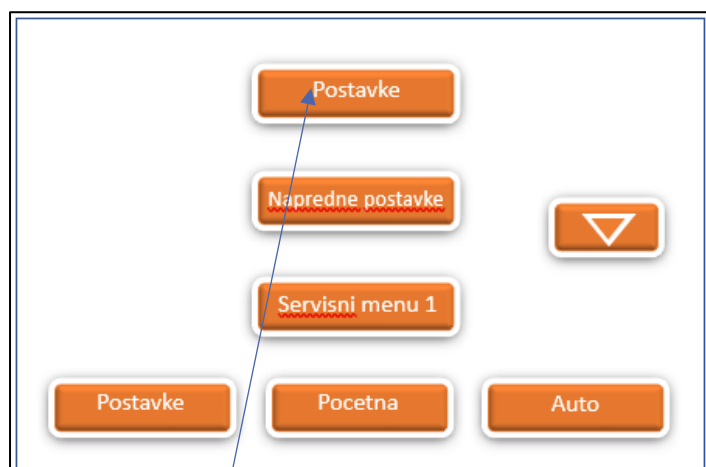 Postavke
Napredne postavke
Servisni menu 1
Postavke
Pocetna
Auto